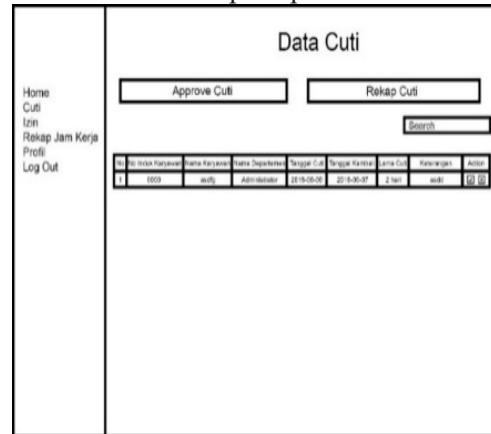 Data Cuti
Approve Cuti
Rekap Cuti
Search
Home
Cuti
Izin
Rekap Jam Kerja
Profil
Log Out
No No Induk Karyawan Nama Karyawan Nama Departemen Tanggal Cuti Tanggal Kembali Lama Cuti Keterangan Action
1 0003 Administrator 2 hari